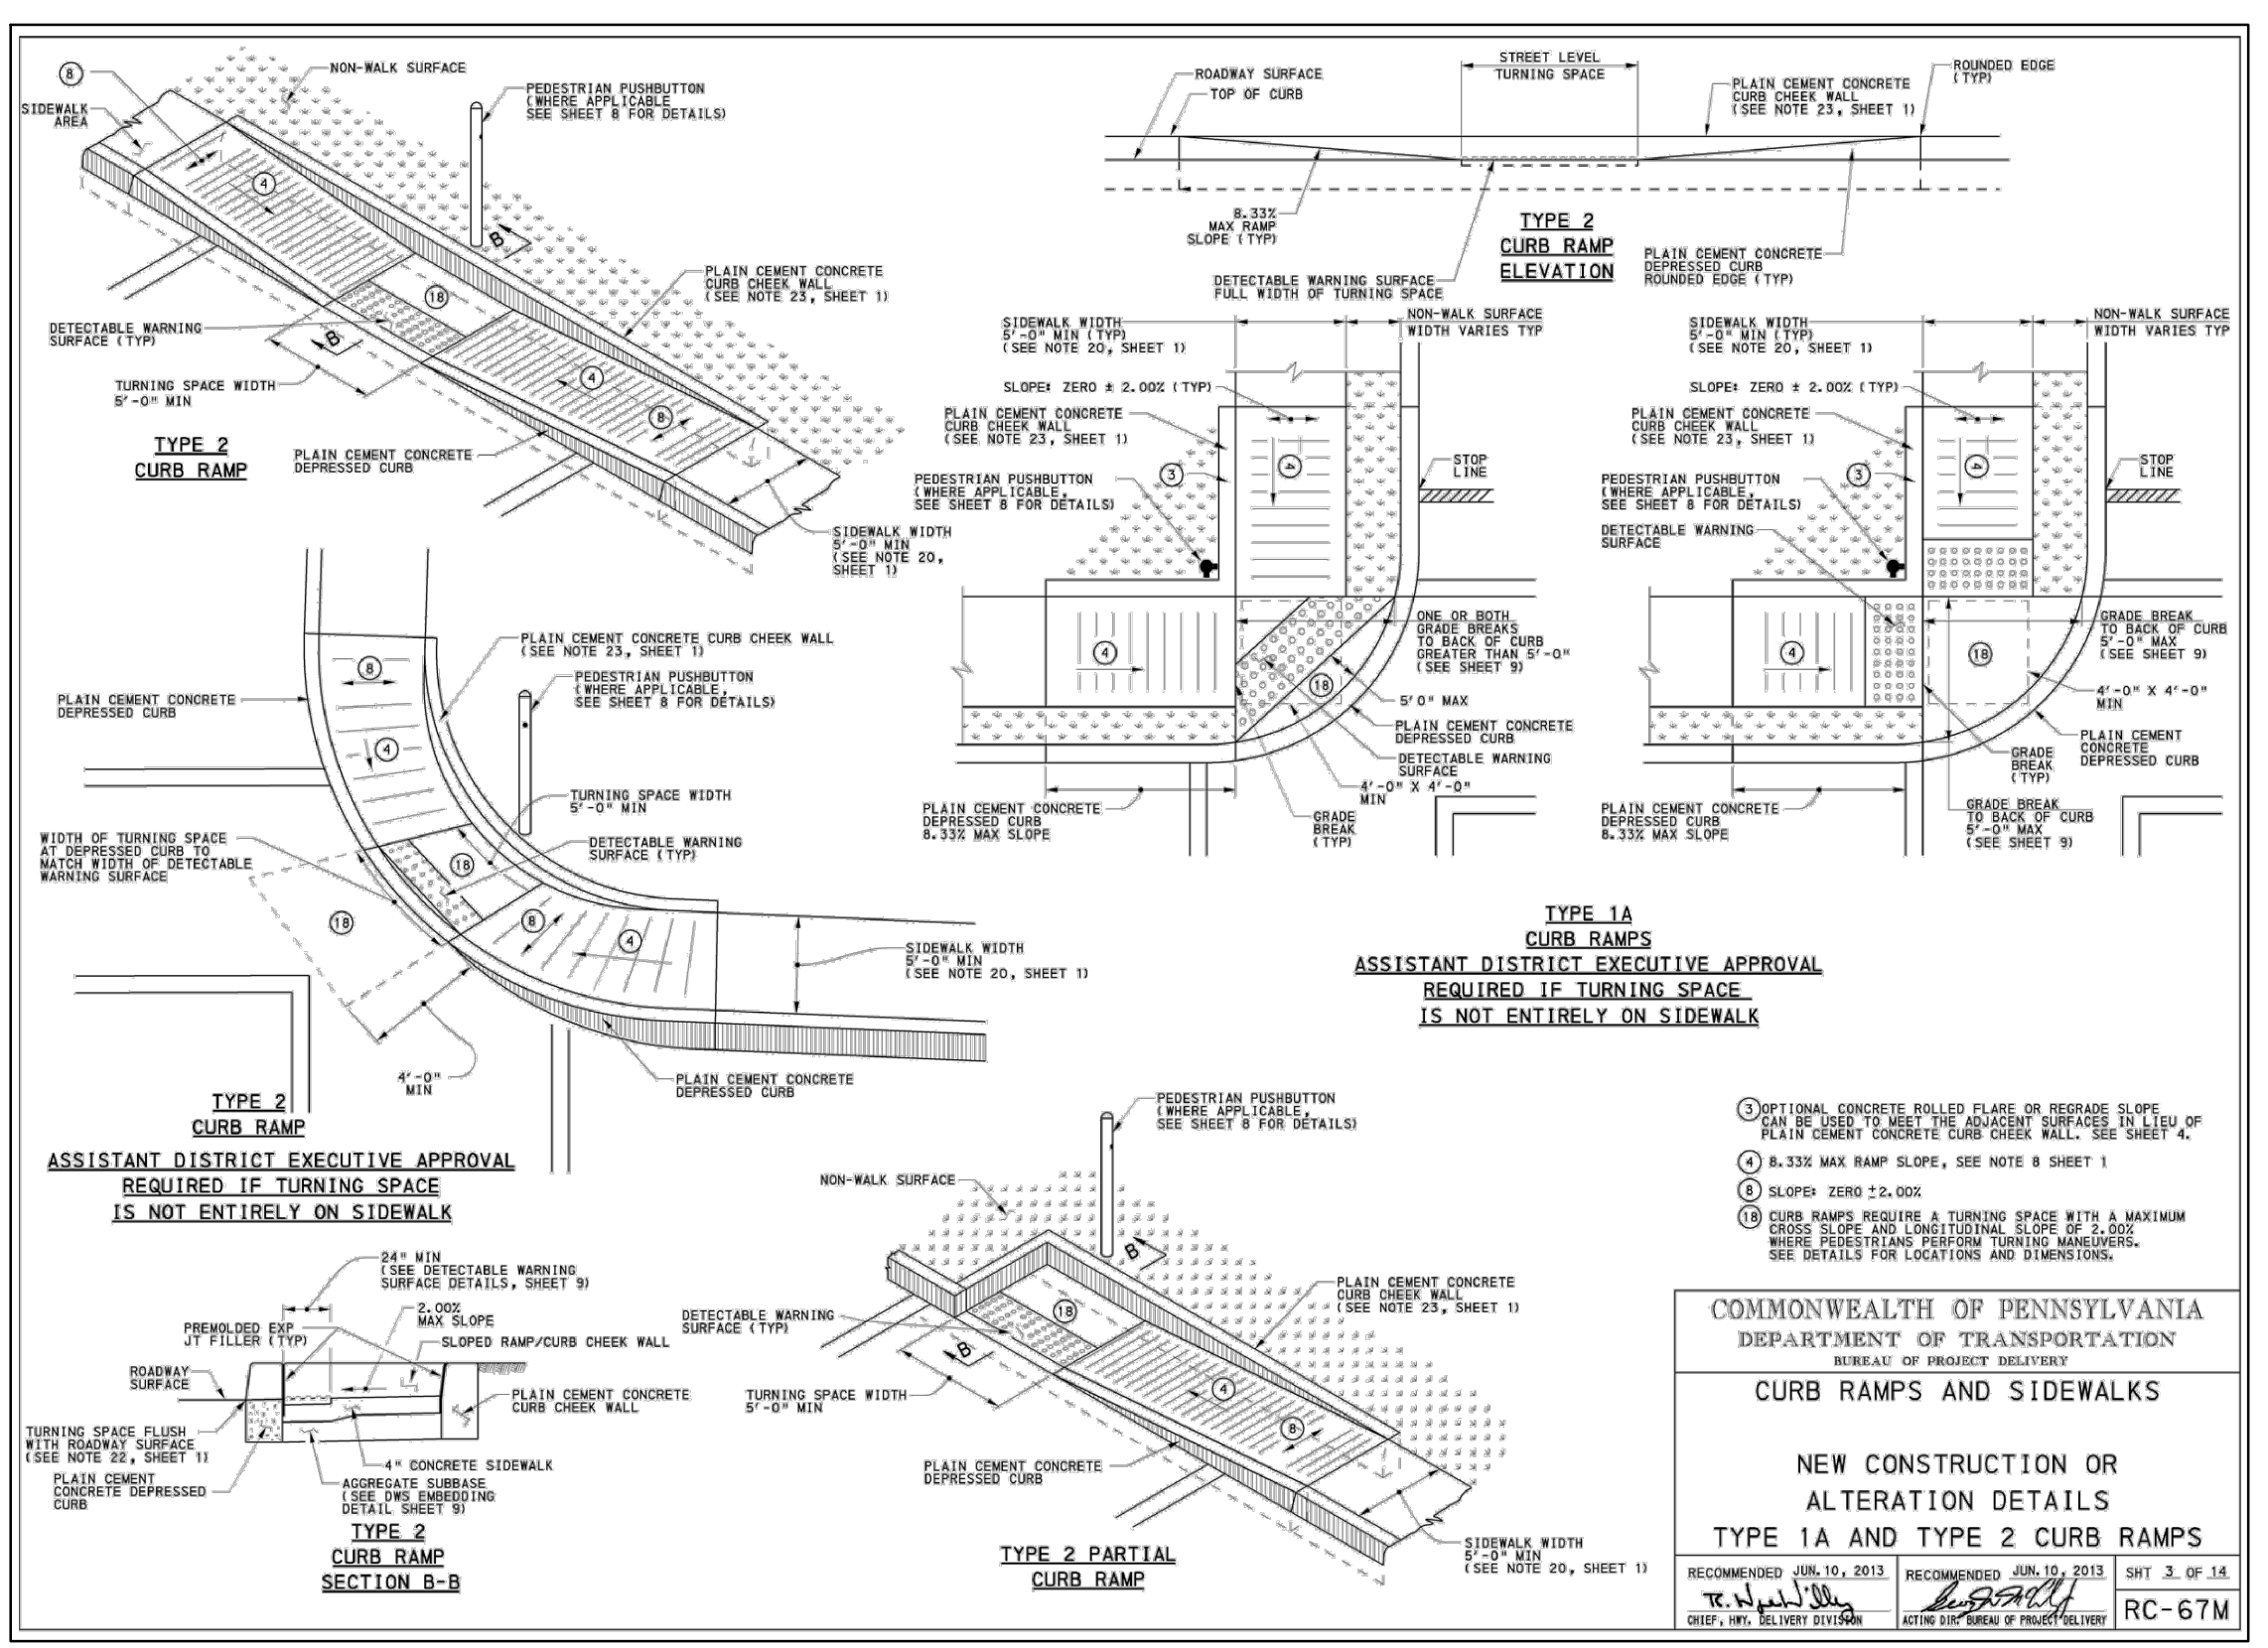 8
NON-WALK SURFACE
SIDEWALK
AREA
PEDESTRIAN PUSHBUTTON
(WHERE APPLICABLE
SEE SHEET 8 FOR DETAILS)
4
B
PLAIN CEMENT CONCRETE
CURB CHEEK WALL
(SEE NOTE 23, SHEET 1)
18
DETECTABLE WARNING
SURFACE (TYP)
B
4
8
TURNING SPACE WIDTH
5'-0" MIN
TYPE 2
CURB RAMP
PLAIN CEMENT CONCRETE
DEPRESSED CURB
SIDEWALK WIDTH
5'-0" MIN
(SEE NOTE 20,
SHEET 1)
ROADWAY SURFACE
TOP OF CURB
STREET LEVEL
TURNING SPACE
PLAIN CEMENT CONCRETE
CURB CHEEK WALL
(SEE NOTE 23, SHEET 1)
ROUNDED EDGE
(TYP)
8.33%
MAX RAMP
SLOPE (TYP)
TYPE 2
CURB RAMP
ELEVATION
DETECTABLE WARNING SURFACE
FULL WIDTH OF TURNING SPACE
PLAIN CEMENT CONCRETE
DEPRESSED CURB
ROUNDED EDGE (TYP)
SIDEWALK WIDTH
5'-0" MIN (TYP)
(SEE NOTE 20, SHEET 1)
NON-WALK SURFACE
WIDTH VARIES TYP
SLOPE: ZERO ± 2.00% (TYP)
PLAIN CEMENT CONCRETE
CURB CHEEK WALL
(SEE NOTE 23, SHEET 1)
3
4
PEDESTRIAN PUSHBUTTON
(WHERE APPLICABLE,
SEE SHEET 8 FOR DETAILS)
STOP
LINE
4
18
ONE OR BOTH
GRADE BREAKS
TO BACK OF CURB
GREATER THAN 5'-0"
(SEE SHEET 9)
5'0" MAX
PLAIN CEMENT CONCRETE
DEPRESSED CURB
DETECTABLE WARNING
SURFACE
4'-0" X 4'-0"
MIN
PLAIN CEMENT CONCRETE
DEPRESSED CURB
8.33% MAX SLOPE
GRADE
BREAK
(TYP)
SIDEWALK WIDTH
5'-0" MIN (TYP)
(SEE NOTE 20, SHEET 1)
NON-WALK SURFACE
WIDTH VARIES TYP
SLOPE: ZERO ± 2.00% (TYP)
PLAIN CEMENT CONCRETE
CURB CHEEK WALL
(SEE NOTE 23, SHEET 1)
3
4
PEDESTRIAN PUSHBUTTON
(WHERE APPLICABLE,
SEE SHEET 8 FOR DETAILS)
STOP
LINE
DETECTABLE WARNING
SURFACE
4
18
GRADE BREAK
TO BACK OF CURB
5'-0" MAX
(SEE SHEET 9)
4'-0" X 4'-0"
MIN
PLAIN CEMENT
CONCRETE
DEPRESSED CURB
GRADE
BREAK
(TYP)
PLAIN CEMENT CONCRETE
DEPRESSED CURB
8.33% MAX SLOPE
GRADE BREAK
TO BACK OF CURB
5'-0" MAX
(SEE SHEET 9)
TYPE 1A
CURB RAMPS
ASSISTANT DISTRICT EXECUTIVE APPROVAL
REQUIRED IF TURNING SPACE
IS NOT ENTIRELY ON SIDEWALK
PLAIN CEMENT CONCRETE CURB CHEEK WALL
(SEE NOTE 23, SHEET 1)
8
PEDESTRIAN PUSHBUTTON
(WHERE APPLICABLE,
SEE SHEET 8 FOR DETAILS)
PLAIN CEMENT CONCRETE
DEPRESSED CURB
4
TURNING SPACE WIDTH
5'-0" MIN
WIDTH OF TURNING SPACE
AT DEPRESSED CURB TO
MATCH WIDTH OF DETECTABLE
WARNING SURFACE
DETECTABLE WARNING
SURFACE (TYP)
18
18
8
4
SIDEWALK WIDTH
5'-0" MIN
(SEE NOTE 20, SHEET 1)
4'-0"
MIN
PLAIN CEMENT CONCRETE
DEPRESSED CURB
TYPE 2
CURB RAMP
ASSISTANT DISTRICT EXECUTIVE APPROVAL
REQUIRED IF TURNING SPACE
IS NOT ENTIRELY ON SIDEWALK
24" MIN
(SEE DETECTABLE WARNING
SURFACE DETAILS, SHEET 9)
2.00%
MAX SLOPE
PREMOLDED EXP
JT FILLER (TYP)
SLOPED RAMP/CURB CHEEK WALL
ROADWAY
SURFACE
PLAIN CEMENT CONCRETE
CURB CHEEK WALL
TURNING SPACE FLUSH
WITH ROADWAY SURFACE
(SEE NOTE 22, SHEET 1)
4" CONCRETE SIDEWALK
PLAIN CEMENT
CONCRETE DEPRESSED
CURB
AGGREGATE SUBBASE
(SEE DWS EMBEDDING
DETAIL SHEET 9)
TYPE 2
CURB RAMP
SECTION B-B
PEDESTRIAN PUSHBUTTON
(WHERE APPLICABLE,
SEE SHEET 8 FOR DETAILS)
NON-WALK SURFACE
B
PLAIN CEMENT CONCRETE
CURB CHEEK WALL
(SEE NOTE 23, SHEET 1)
DETECTABLE WARNING
SURFACE (TYP)
18
B
4
8
TURNING SPACE WIDTH
5'-0" MIN
PLAIN CEMENT CONCRETE
DEPRESSED CURB
SIDEWALK WIDTH
5'-0" MIN
(SEE NOTE 20, SHEET 1)
TYPE 2 PARTIAL
CURB RAMP
3 OPTIONAL CONCRETE ROLLED FLARE OR REGRADE SLOPE
CAN BE USED TO MEET THE ADJACENT SURFACES IN LIEU OF
PLAIN CEMENT CONCRETE CURB CHEEK WALL. SEE SHEET 4.
4 8.33% MAX RAMP SLOPE, SEE NOTE 8 SHEET 1
8 SLOPE: ZERO ±2.00%
18 CURB RAMPS REQUIRE A TURNING SPACE WITH A MAXIMUM
CROSS SLOPE AND LONGITUDINAL SLOPE OF 2.00%
WHERE PEDESTRIANS PERFORM TURNING MANEUVERS.
SEE DETAILS FOR LOCATIONS AND DIMENSIONS.
COMMONWEALTH OF PENNSYLVANIA
DEPARTMENT OF TRANSPORTATION
BUREAU OF PROJECT DELIVERY
CURB RAMPS AND SIDEWALKS
NEW CONSTRUCTION OR
ALTERATION DETAILS
TYPE 1A AND TYPE 2 CURB RAMPS
RECOMMENDED JUN. 10, 2013
CHIEF, HWY. DELIVERY DIVISION
RECOMMENDED JUN. 10, 2013
ACTING DIR. BUREAU OF PROJECT DELIVERY
SHT 3 OF 14
RC-67M